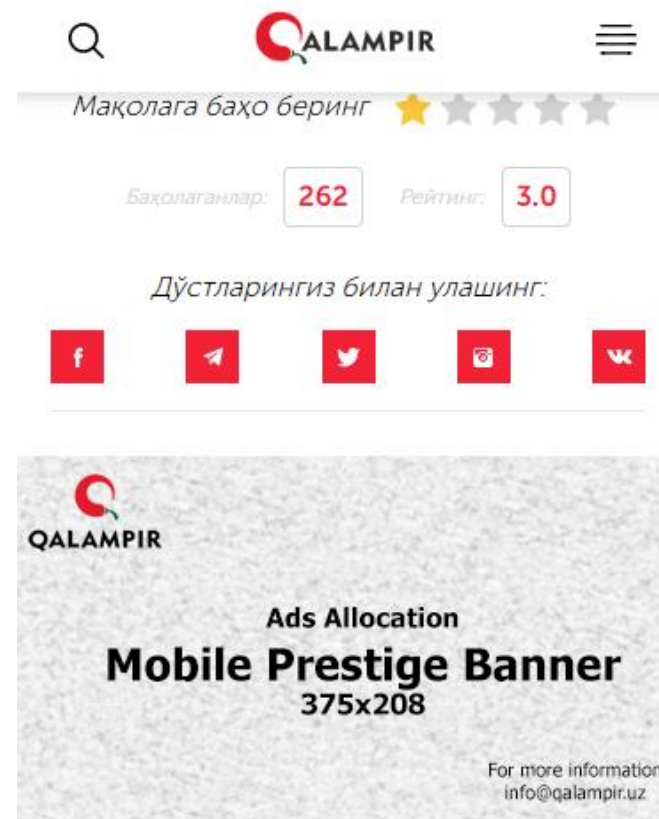 QALAMPIR
Мақолага баҳо беринг
Баҳолаганлар: 262 Рейтинг: 3.0
Дўстларингиз билан улашинг:
QALAMPIR
Ads Allocation
Mobile Prestige Banner
375x208
For more information
info@qalampir.uz